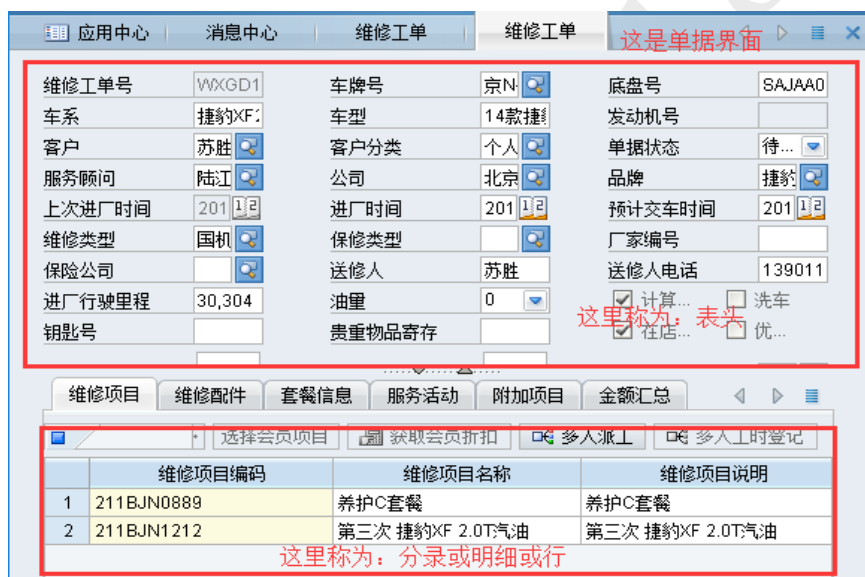 应用中心 消息中心 维修工单 维修工单
这是单据界面
维修工单号 WXGD1 车牌号 京N- 底盘号 SAJAA0
车系 捷豹XF 车型 14款捷 发动机号
客户 苏胜 客户分类 个人 单据状态 待...
服务顾问 陆江 公司 北京 品牌 捷豹
上次进厂时间 201 进厂时间 201 预计交车时间 201
维修类型 国机 保修类型 厂家编号
保险公司 送修人 苏胜 送修人电话 139011
进厂行驶里程 30,304 油量 0 计算... 洗车
这里称为：表头
钥匙号 贵重物品寄存 在店... 优...
维修项目 维修配件 套餐信息 服务活动 附加项目 金额汇总
选择会员项目 获取会员折扣 多人派工 多人工时登记
维修项目编码 维修项目名称 维修项目说明
1 211BJN0889 养护C套餐 养护C套餐
2 211BJN1212 第三次 捷豹XF 2.0T汽油 第三次 捷豹XF 2.0T汽油
这里称为：分录或明细或行